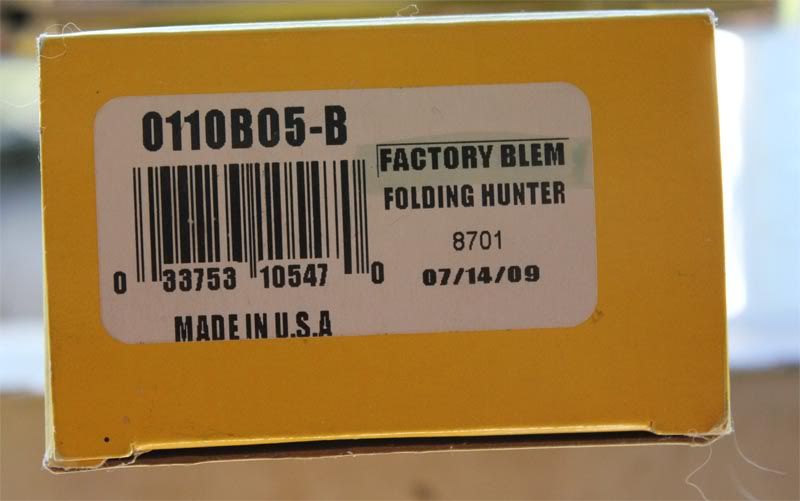 0110B05-B
FACTORY BLEM
FOLDING HUNTER
8701
07/14/09
0 33753 10547 0
MADE IN U.S.A